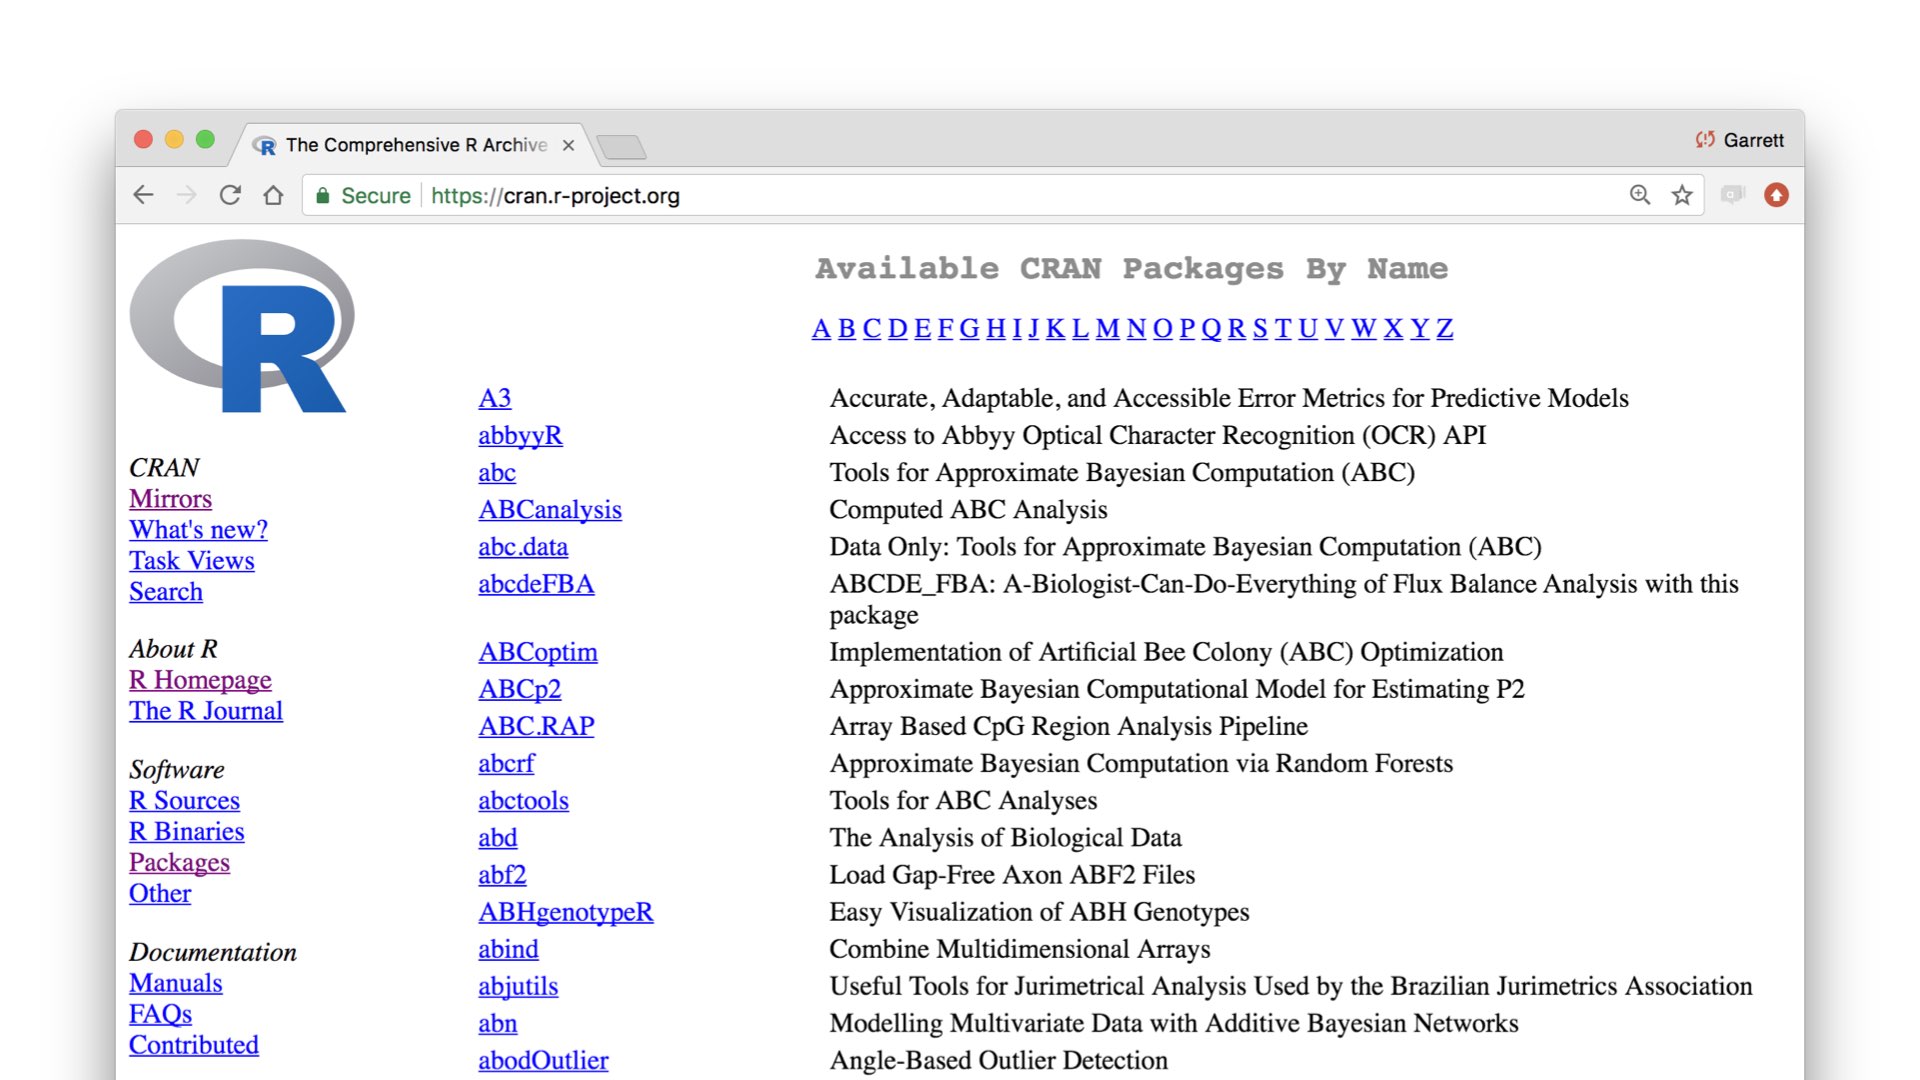 The Comprehensive R Archive
Garrett
Secure https://cran.r-project.org
R
Available CRAN Packages By Name
A B C D E F G H I J K L M N O P Q R S T U V W X Y Z
CRAN
Mirrors
What's new?
Task Views
Search
About R
R Homepage
The R Journal
Software
R Sources
R Binaries
Packages
Other
Documentation
Manuals
FAQs
Contributed
A3 Accurate, Adaptable, and Accessible Error Metrics for Predictive Models
abbyyR Access to Abbyy Optical Character Recognition (OCR) API
abc Tools for Approximate Bayesian Computation (ABC)
ABCanalysis Computed ABC Analysis
abc.data Data Only: Tools for Approximate Bayesian Computation (ABC)
abcdeFBA ABCDE_FBA: A-Biologist-Can-Do-Everything of Flux Balance Analysis with this
package
ABCoptim Implementation of Artificial Bee Colony (ABC) Optimization
ABCp2 Approximate Bayesian Computational Model for Estimating P2
ABC.RAP Array Based CpG Region Analysis Pipeline
abcrf Approximate Bayesian Computation via Random Forests
abctools Tools for ABC Analyses
abd The Analysis of Biological Data
abf2 Load Gap-Free Axon ABF2 Files
ABHgenotypeR Easy Visualization of ABH Genotypes
abind Combine Multidimensional Arrays
abjutils Useful Tools for Jurimetrical Analysis Used by the Brazilian Jurimetrics Association
abn Modelling Multivariate Data with Additive Bayesian Networks
abodOutlier Angle-Based Outlier Detection